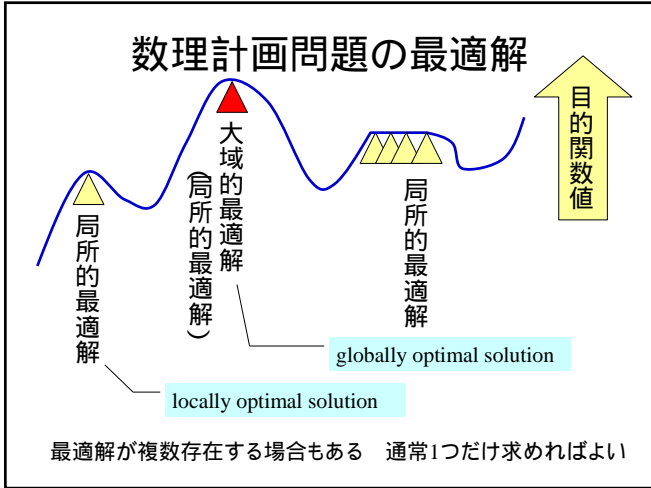 数理計画問題の最適解
目的関数値
大域的最適解
(局所的最適解)
局所的最適解
局所的最適解
globally optimal solution
locally optimal solution
最適解が複数存在する場合もある　通常1つだけ求めればよい